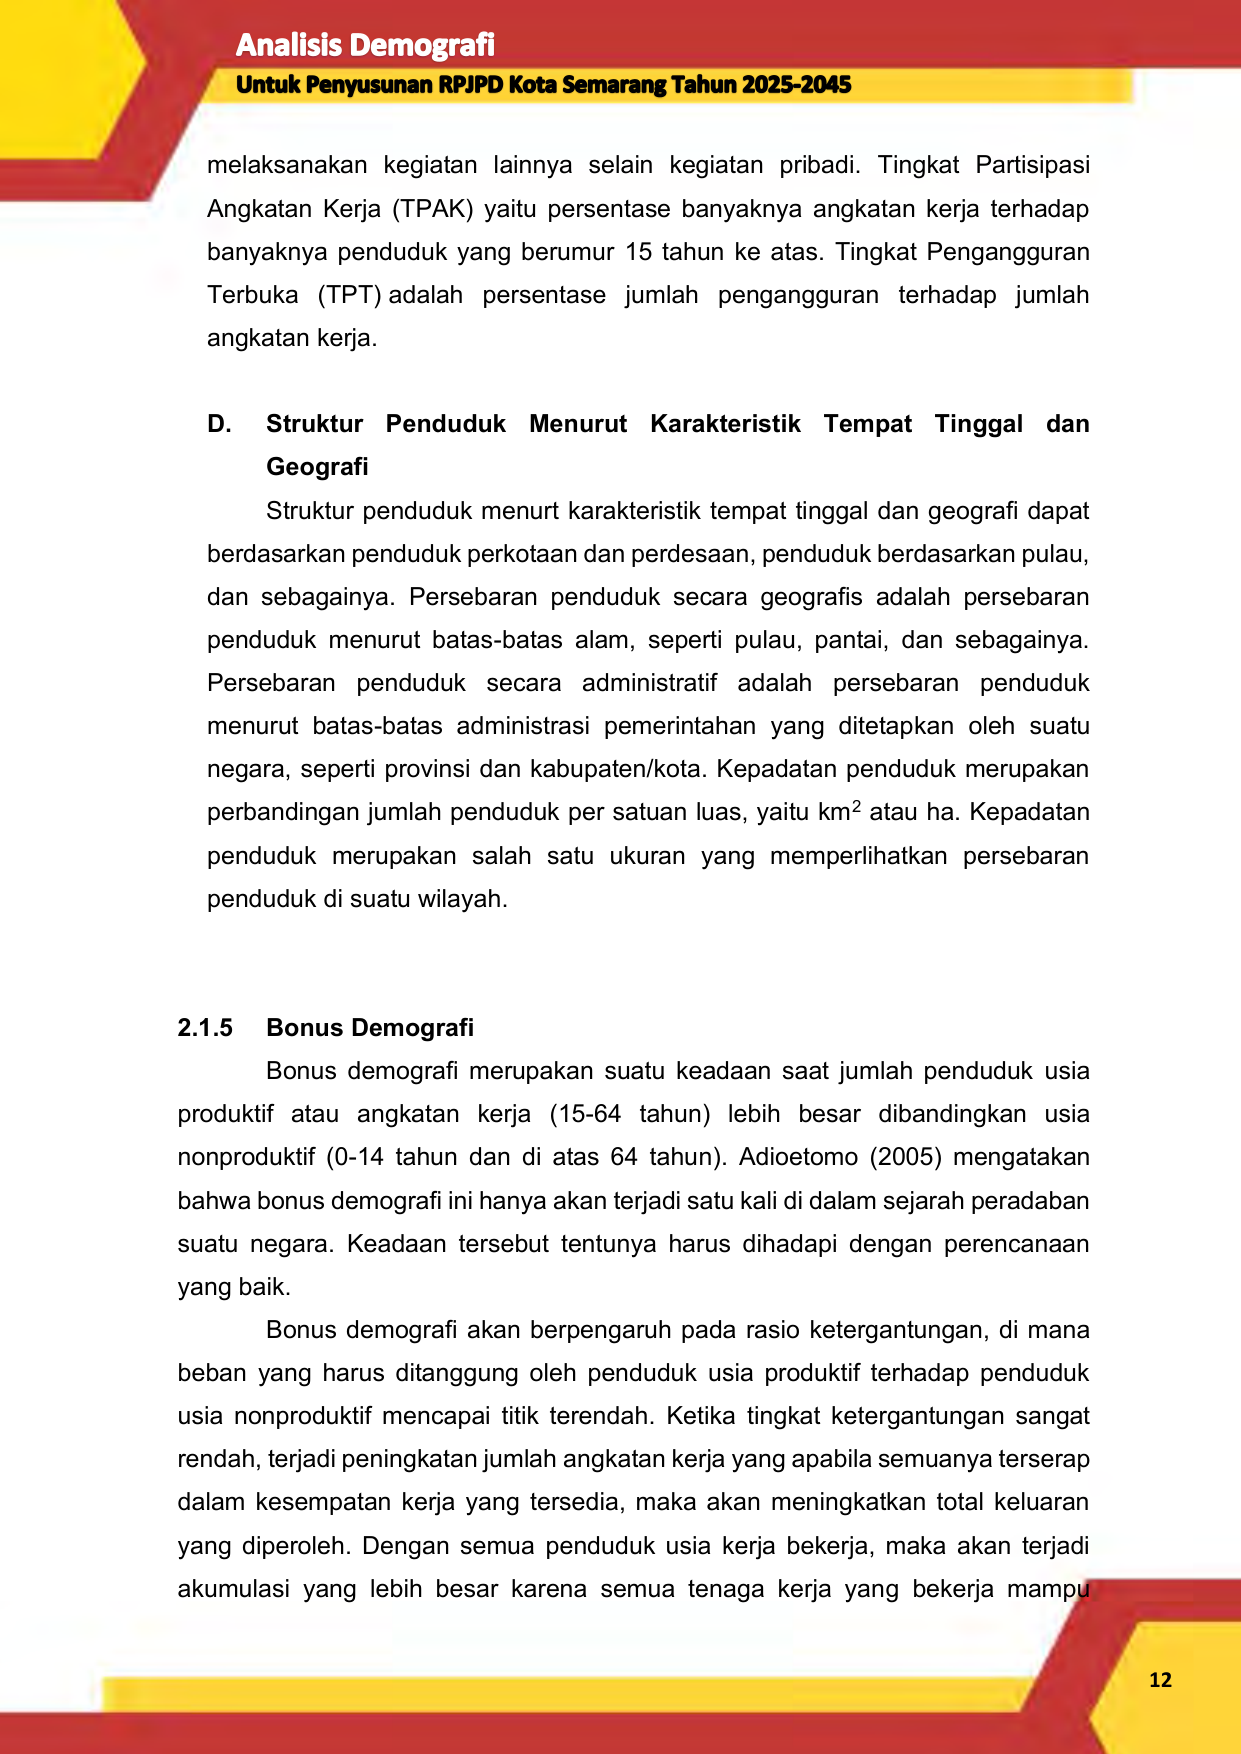 Analisis Demografi
Untuk Penyusunan RPJPD Kota Semarang Tahun 2025-2045
melaksanakan kegiatan lainnya selain kegiatan pribadi. Tingkat Partisipasi
Angkatan Kerja (TPAK) yaitu persentase banyaknya angkatan kerja terhadap
banyaknya penduduk yang berumur 15 tahun ke atas. Tingkat Pengangguran
Terbuka (TPT) adalah persentase jumlah pengangguran terhadap jumlah
angkatan kerja.
D. Struktur Penduduk Menurut Karakteristik Tempat Tinggal dan
Geografi
Struktur penduduk menurt karakteristik tempat tinggal dan geografi dapat
berdasarkan penduduk perkotaan dan perdesaan, penduduk berdasarkan pulau,
dan sebagainya. Persebaran penduduk secara geografis adalah persebaran
penduduk menurut batas-batas alam, seperti pulau, pantai, dan sebagainya.
Persebaran penduduk secara administratif adalah persebaran penduduk
menurut batas-batas administrasi pemerintahan yang ditetapkan oleh suatu
negara, seperti provinsi dan kabupaten/kota. Kepadatan penduduk merupakan
perbandingan jumlah penduduk per satuan luas, yaitu km² atau ha. Kepadatan
penduduk merupakan salah satu ukuran yang memperlihatkan persebaran
penduduk di suatu wilayah.
2.1.5 Bonus Demografi
Bonus demografi merupakan suatu keadaan saat jumlah penduduk usia
produktif atau angkatan kerja (15-64 tahun) lebih besar dibandingkan usia
nonproduktif (0-14 tahun dan di atas 64 tahun). Adioetomo (2005) mengatakan
bahwa bonus demografi ini hanya akan terjadi satu kali di dalam sejarah peradaban
suatu negara. Keadaan tersebut tentunya harus dihadapi dengan perencanaan
yang baik.
Bonus demografi akan berpengaruh pada rasio ketergantungan, di mana
beban yang harus ditanggung oleh penduduk usia produktif terhadap penduduk
usia nonproduktif mencapai titik terendah. Ketika tingkat ketergantungan sangat
rendah, terjadi peningkatan jumlah angkatan kerja yang apabila semuanya terserap
dalam kesempatan kerja yang tersedia, maka akan meningkatkan total keluaran
yang diperoleh. Dengan semua penduduk usia kerja bekerja, maka akan terjadi
akumulasi yang lebih besar karena semua tenaga kerja yang bekerja mampu
12